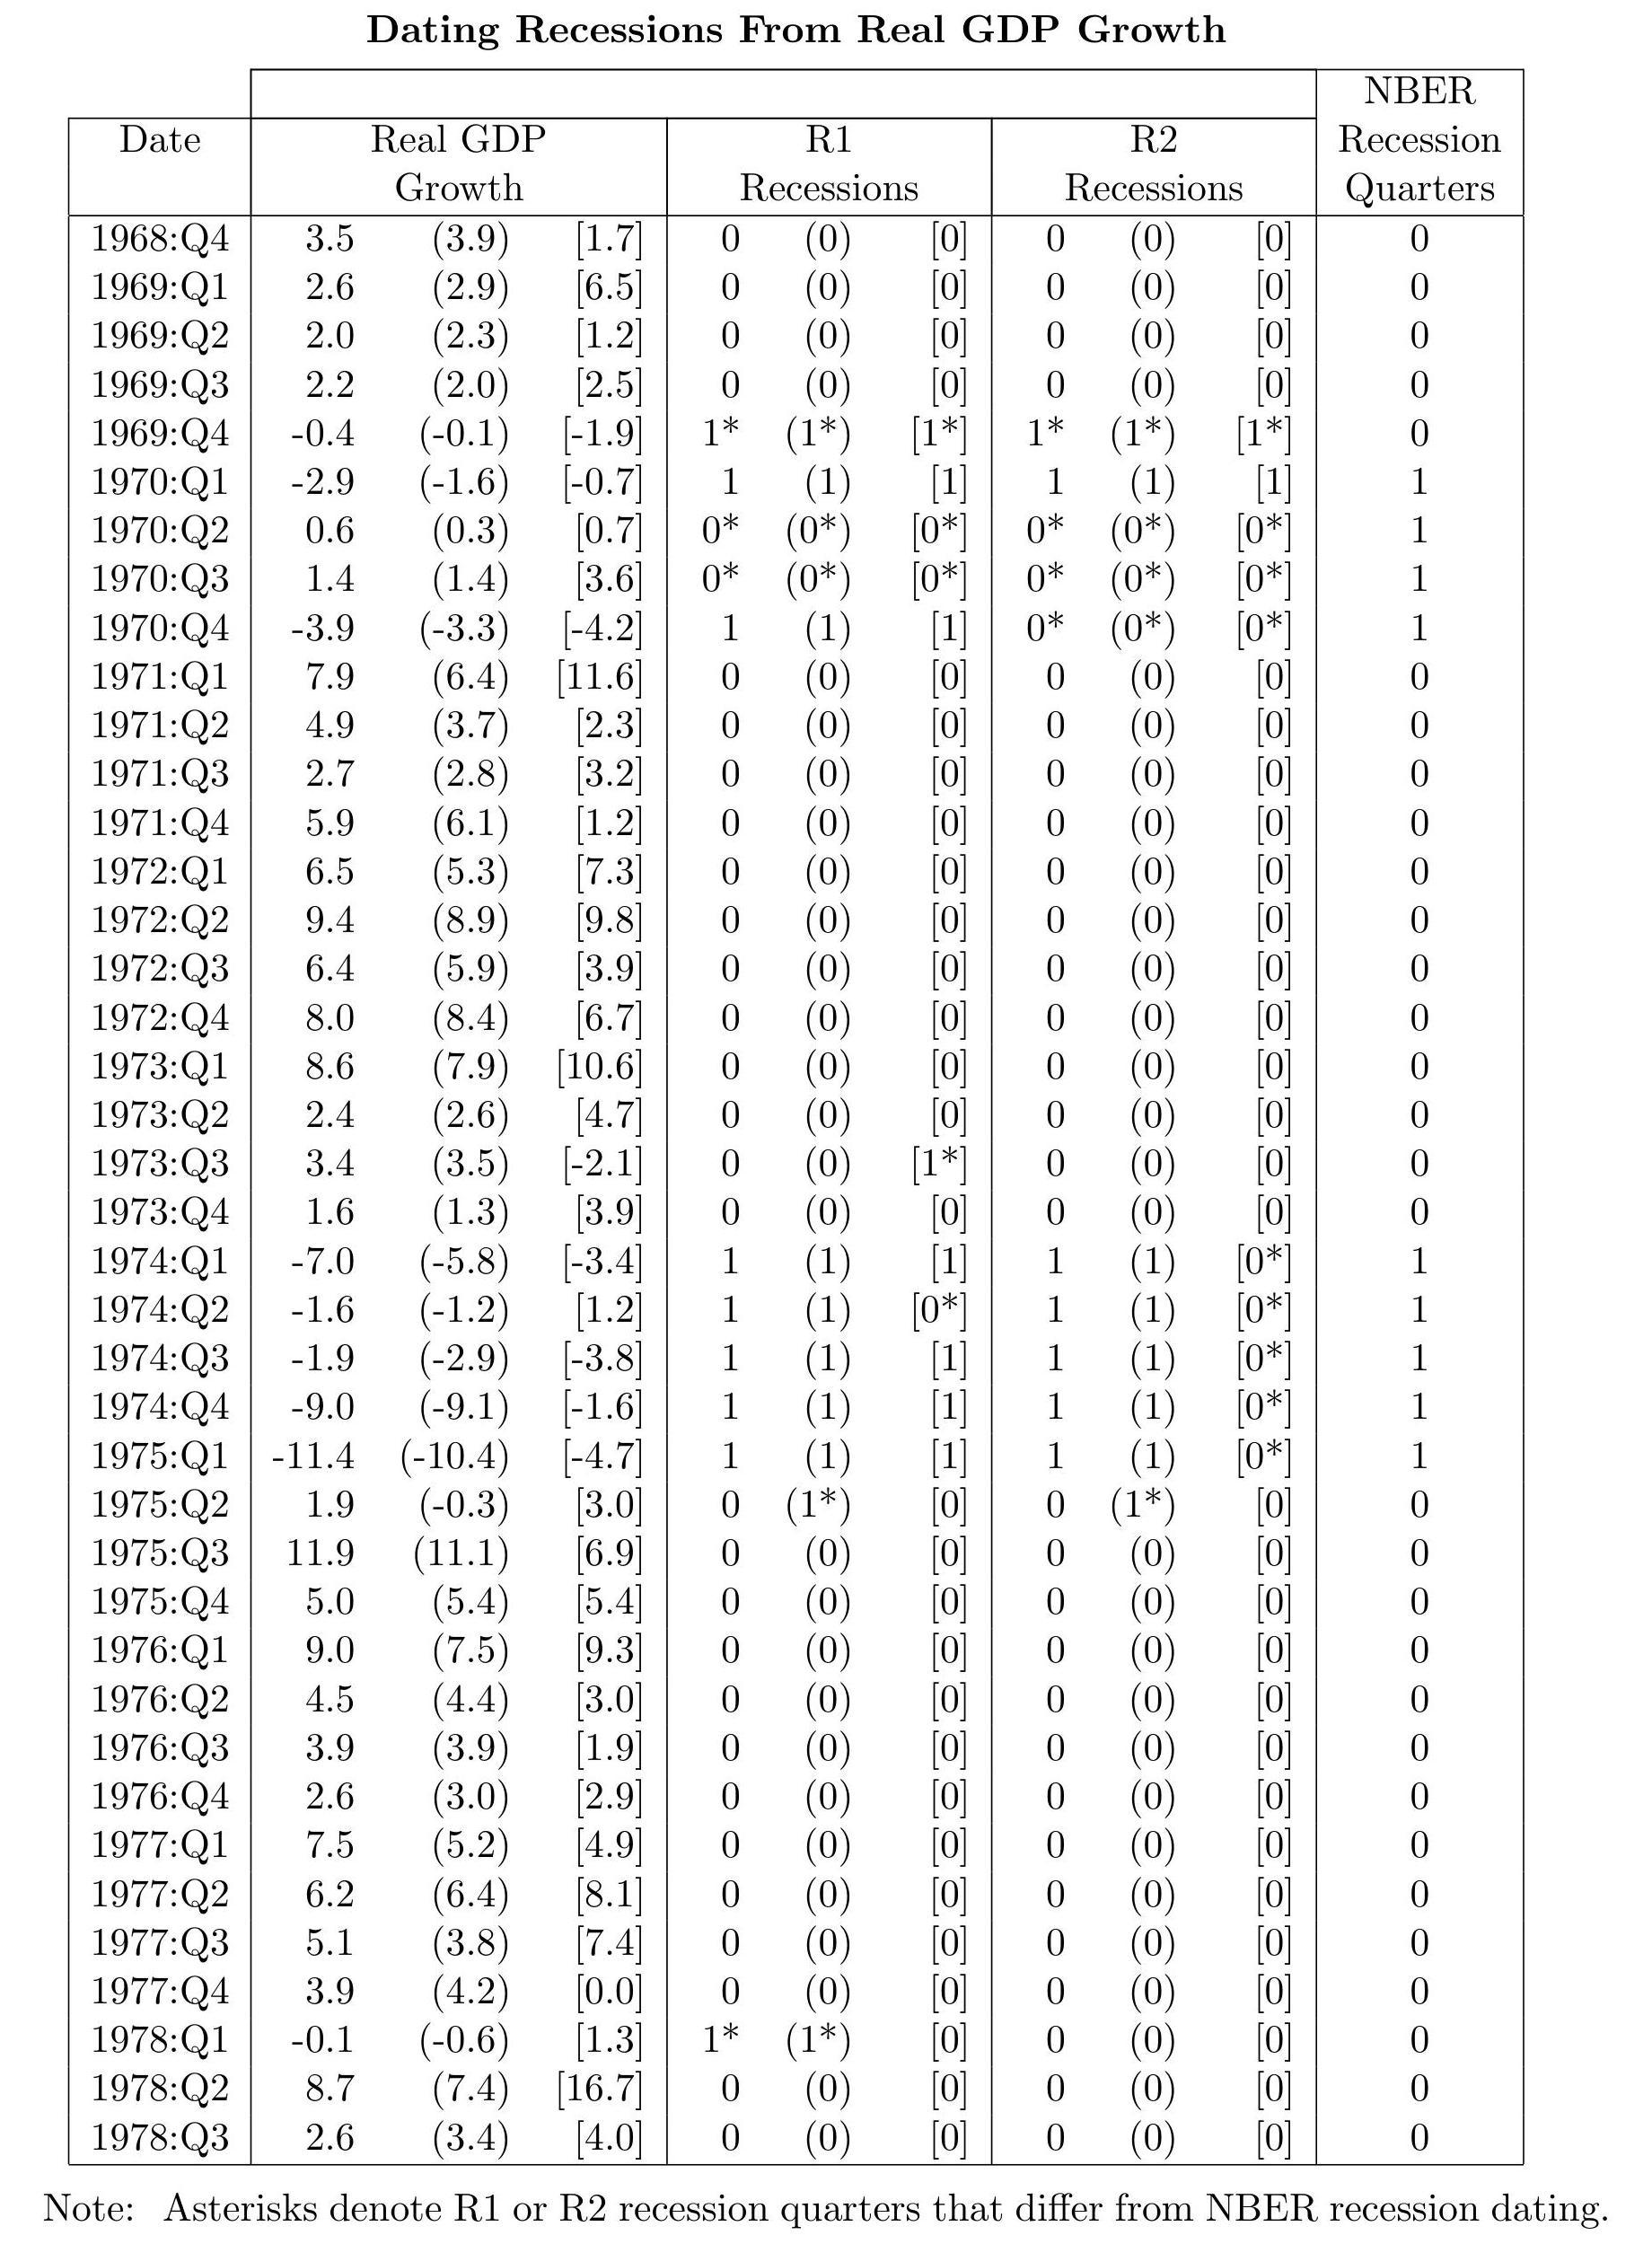 Dating Recessions From Real GDP Growth
NBER
Date Real GDP R1 R2 Recession
Growth Recessions Recessions Quarters
1968:Q4 3.5 (3.9) [1.7] 0 (0) [0] 0 (0) [0] 0
1969:Q1 2.6 (2.9) [6.5] 0 (0) [0] 0 (0) [0] 0
1969:Q2 2.0 (2.3) [1.2] 0 (0) [0] 0 (0) [0] 0
1969:Q3 2.2 (2.0) [2.5] 0 (0) [0] 0 (0) [0] 0
1969:Q4 -0.4 (-0.1) [-1.9] 1* (1*) [1*] 1* (1*) [1*] 0
1970:Q1 -2.9 (-1.6) [-0.7] 1 (1) [1] 1 (1) [1] 1
1970:Q2 0.6 (0.3) [0.7] 0* (0*) [0*] 0* (0*) [0*] 1
1970:Q3 1.4 (1.4) [3.6] 0* (0*) [0*] 0* (0*) [0*] 1
1970:Q4 -3.9 (-3.3) [-4.2] 1 (1) [1] 0* (0*) [0*] 1
1971:Q1 7.9 (6.4) [11.6] 0 (0) [0] 0 (0) [0] 0
1971:Q2 4.9 (3.7) [2.3] 0 (0) [0] 0 (0) [0] 0
1971:Q3 2.7 (2.8) [3.2] 0 (0) [0] 0 (0) [0] 0
1971:Q4 5.9 (6.1) [1.2] 0 (0) [0] 0 (0) [0] 0
1972:Q1 6.5 (5.3) [7.3] 0 (0) [0] 0 (0) [0] 0
1972:Q2 9.4 (8.9) [9.8] 0 (0) [0] 0 (0) [0] 0
1972:Q3 6.4 (5.9) [3.9] 0 (0) [0] 0 (0) [0] 0
1972:Q4 8.0 (8.4) [6.7] 0 (0) [0] 0 (0) [0] 0
1973:Q1 8.6 (7.9) [10.6] 0 (0) [0] 0 (0) [0] 0
1973:Q2 2.4 (2.6) [4.7] 0 (0) [0] 0 (0) [0] 0
1973:Q3 3.4 (3.5) [-2.1] 0 (0) [1*] 0 (0) [0] 0
1973:Q4 1.6 (1.3) [3.9] 0 (0) [0] 0 (0) [0] 0
1974:Q1 -7.0 (-5.8) [-3.4] 1 (1) [1] 1 (1) [0*] 1
1974:Q2 -1.6 (-1.2) [1.2] 1 (1) [0*] 1 (1) [0*] 1
1974:Q3 -1.9 (-2.9) [-3.8] 1 (1) [1] 1 (1) [0*] 1
1974:Q4 -9.0 (-9.1) [-1.6] 1 (1) [1] 1 (1) [0*] 1
1975:Q1 -11.4 (-10.4) [-4.7] 1 (1) [1] 1 (1) [0*] 1
1975:Q2 1.9 (-0.3) [3.0] 0 (1*) [0] 0 (1*) [0] 0
1975:Q3 11.9 (11.1) [6.9] 0 (0) [0] 0 (0) [0] 0
1975:Q4 5.0 (5.4) [5.4] 0 (0) [0] 0 (0) [0] 0
1976:Q1 9.0 (7.5) [9.3] 0 (0) [0] 0 (0) [0] 0
1976:Q2 4.5 (4.4) [3.0] 0 (0) [0] 0 (0) [0] 0
1976:Q3 3.9 (3.9) [1.9] 0 (0) [0] 0 (0) [0] 0
1976:Q4 2.6 (3.0) [2.9] 0 (0) [0] 0 (0) [0] 0
1977:Q1 7.5 (5.2) [4.9] 0 (0) [0] 0 (0) [0] 0
1977:Q2 6.2 (6.4) [8.1] 0 (0) [0] 0 (0) [0] 0
1977:Q3 5.1 (3.8) [7.4] 0 (0) [0] 0 (0) [0] 0
1977:Q4 3.9 (4.2) [0.0] 0 (0) [0] 0 (0) [0] 0
1978:Q1 -0.1 (-0.6) [1.3] 1* (1*) [0] 0 (0) [0] 0
1978:Q2 8.7 (7.4) [16.7] 0 (0) [0] 0 (0) [0] 0
1978:Q3 2.6 (3.4) [4.0] 0 (0) [0] 0 (0) [0] 0
Note: Asterisks denote R1 or R2 recession quarters that differ from NBER recession dating.